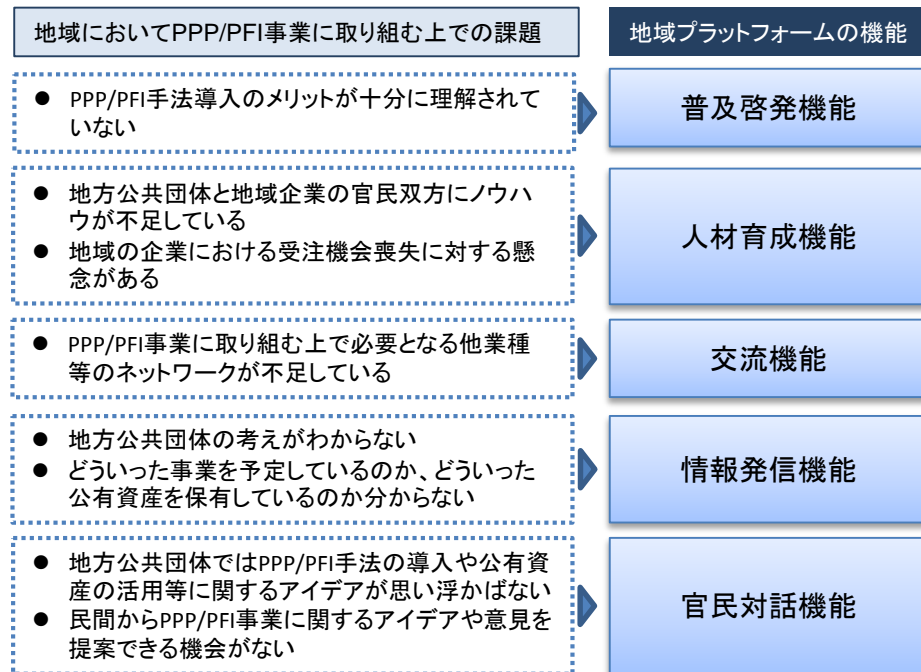 地域においてPPP/PFI事業に取り組む上での課題
地域プラットフォームの機能
● PPP/PFI手法導入のメリットが十分に理解されて
いない
普及啓発機能
● 地方公共団体と地域企業の官民双方にノウハ
ウが不足している
● 地域の企業における受注機会喪失に対する懸
念がある
人材育成機能
● PPP/PFI事業に取り組む上で必要となる他業種
等のネットワークが不足している
交流機能
● 地方公共団体の考えがわからない
● どういった事業を予定しているのか、どういった
公有資産を保有しているのか分からない
情報発信機能
● 地方公共団体ではPPP/PFI手法の導入や公有資
産の活用等に関するアイデアが思い浮かばない
● 民間からPPP/PFI事業に関するアイデアや意見を
提案できる機会がない
官民対話機能